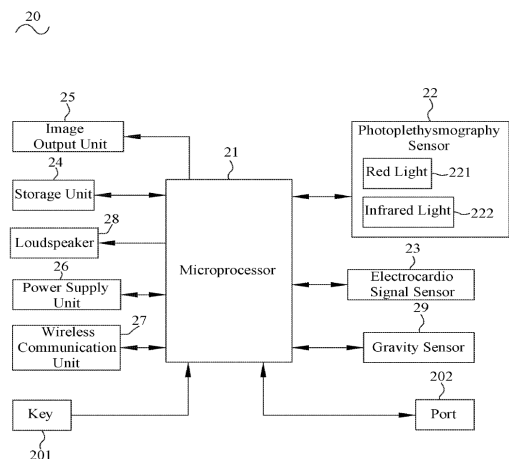 20
25
Image
Output Unit
24
Storage Unit
28
Loudspeaker
26
Power Supply
Unit
27
Wireless
Communication
Unit
Key
201
21
Microprocessor
22
Photoplethysmography
Sensor
Red Light
221
Infrared Light
222
23
Electrocardio
Signal Sensor
29
Gravity Sensor
202
Port